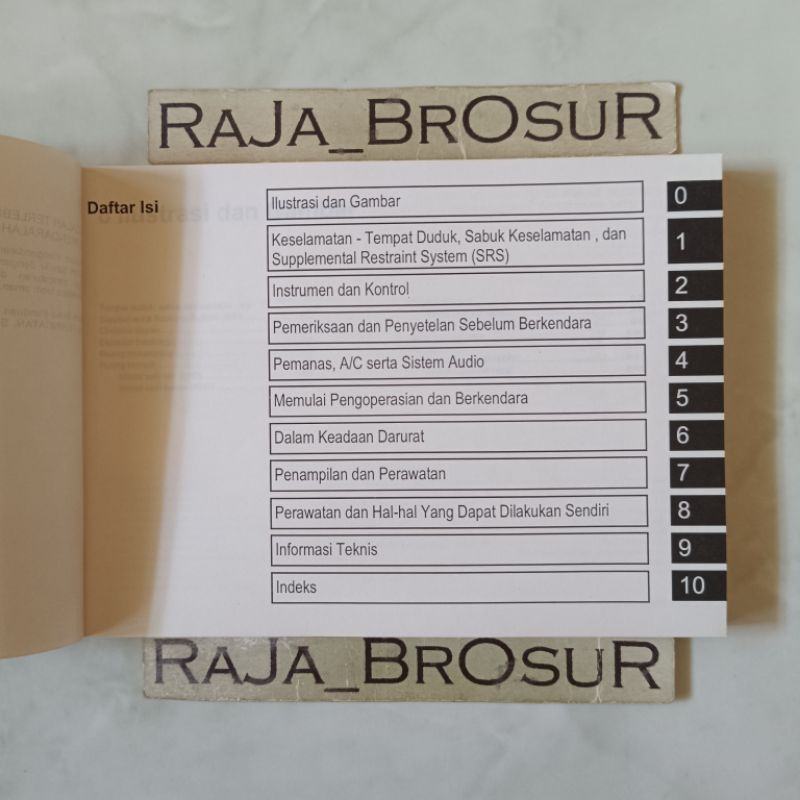 RAJA_BROSUR
Daftar Isi
Ilustrasi dan Gambar 0
Keselamatan - Tempat Duduk, Sabuk Keselamatan , dan
Supplemental Restraint System (SRS) 1
Instrumen dan Kontrol 2
Pemeriksaan dan Penyetelan Sebelum Berkendara 3
Pemanas, A/C serta Sistem Audio 4
Memulai Pengoperasian dan Berkendara 5
Dalam Keadaan Darurat 6
Penampilan dan Perawatan 7
Perawatan dan Hal-hal Yang Dapat Dilakukan Sendiri 8
Informasi Teknis 9
Indeks 10
RAJA_BROSUR